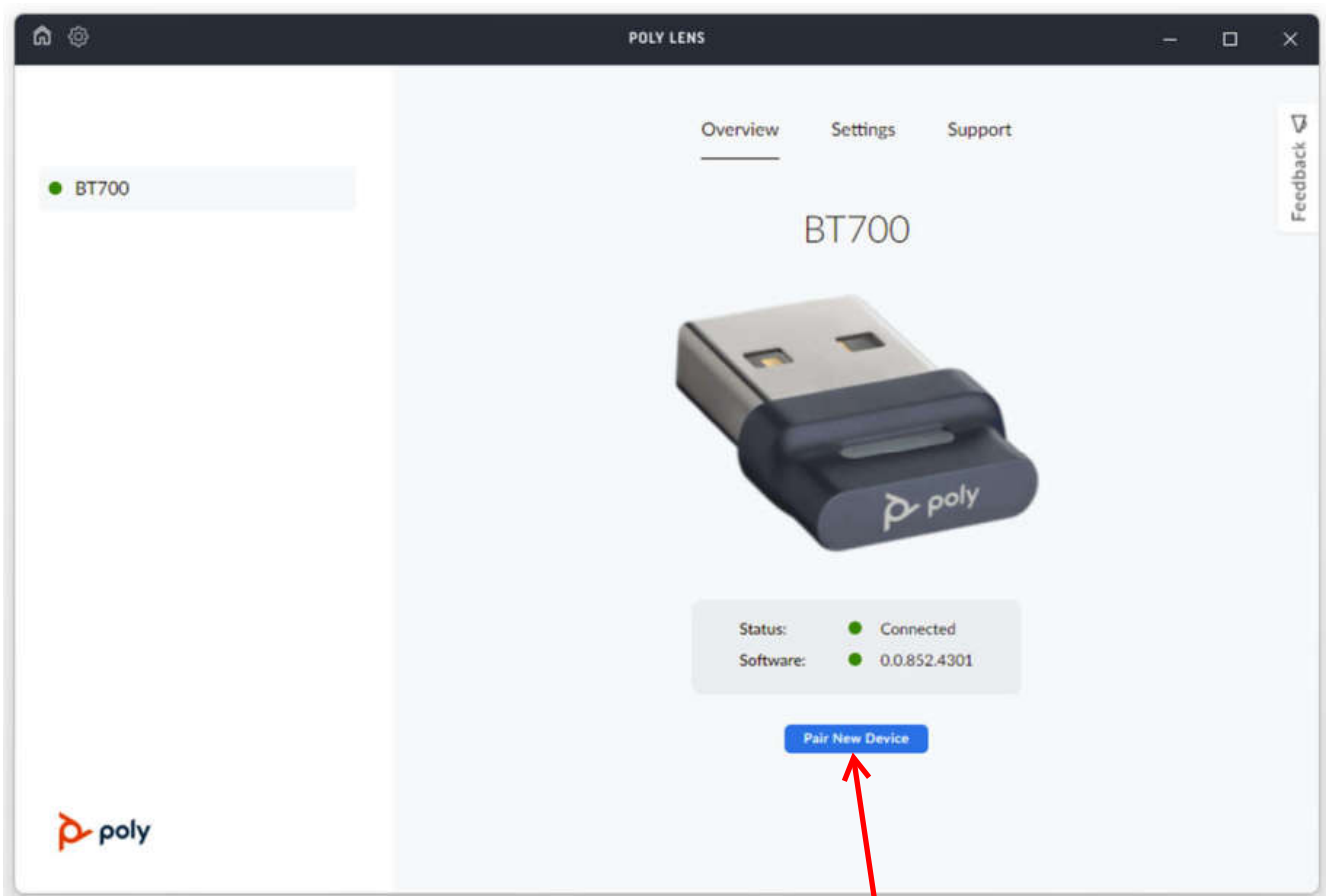 POLY LENS
Overview Settings Support
Feedback
BT700
BT700
poly
Status: Connected
Software: 0.0.852.4301
Pair New Device
poly